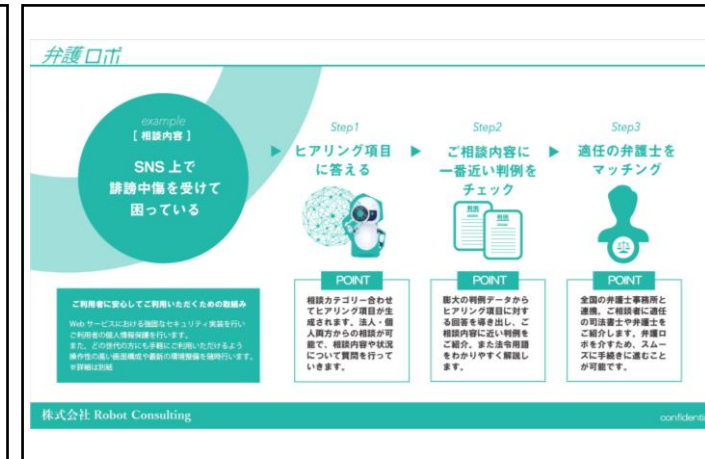 弁護ロボ
example
[ 相談内容 ]
SNS 上で
誹謗中傷を受けて
困っている
Step1
ヒアリング項目
に答える
Step2
ご相談内容に
一番近い判例を
チェック
判例
判例
Step3
適任の弁護士を
マッチング
ご利用者に安心してご利用いただくための取組み
Web サービスにおける強固なセキュリティ実装を行い
ご利用者の個人情報保護を行います。
また、どの世代の方にも手軽にご利用いただけるよう
操作性の高い画面構成や最新の環境整備を随時行います。
※詳細は別紙
POINT
相談カテゴリー合わせ
てヒアリング項目が生
成されます。法人・個
人両方からの相談が可
能で、相談内容や状況
について質問を行って
いきます。
POINT
膨大の判例データから
ヒアリング項目に対す
る回答を導き出し、ご
相談内容に近い判例を
ご紹介。また法令用語
をわかりやすく解説し
ます。
POINT
全国の弁護士事務所と
連携。ご相談者に適任
の司法書士や弁護士を
ご紹介します。弁護ロ
ボを介すため、スムー
ズに手続きに進むこと
が可能です。
株式会社 Robot Consulting
confidenti